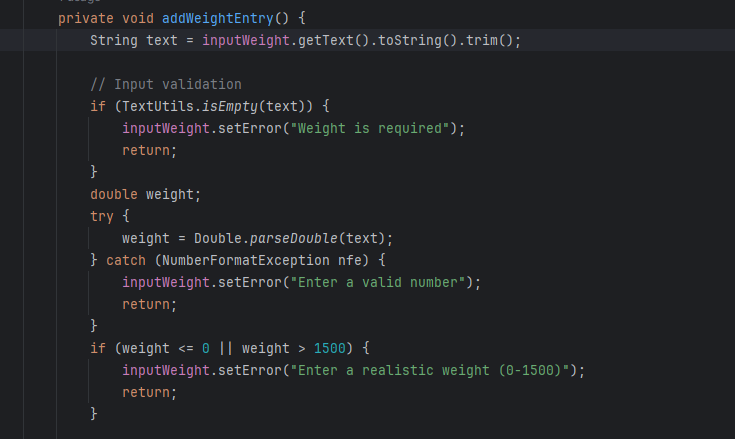 private void addWeightEntry() {
String text = inputWeight.getText().toString().trim();
// Input validation
if (TextUtils.isEmpty(text)) {
inputWeight.setError("Weight is required");
return;
}
double weight;
try {
weight = Double.parseDouble(text);
} catch (NumberFormatException nfe) {
inputWeight.setError("Enter a valid number");
return;
}
if (weight <= 0 || weight > 1500) {
inputWeight.setError("Enter a realistic weight (0-1500)");
return;
}